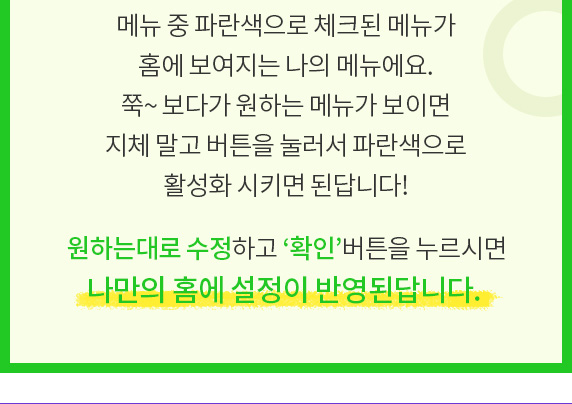 메뉴 중 파란색으로 체크된 메뉴가
홈에 보여지는 나의 메뉴에요.
쭉~ 보다가 원하는 메뉴가 보이면
지체 말고 버튼을 눌러서 파란색으로
활성화 시키면 된답니다!
원하는대로 수정하고 ‘확인’버튼을 누르시면
나만의 홈에 설정이 반영된답니다.